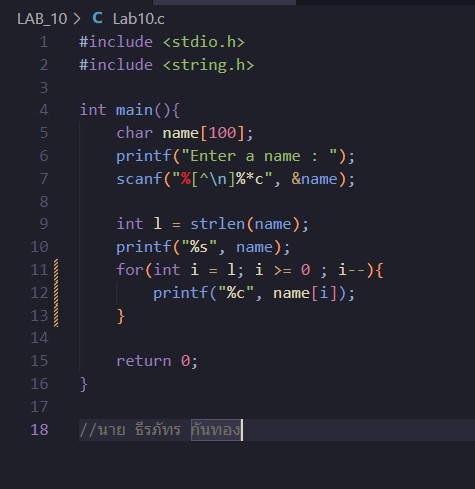 LAB_10 > C Lab10.c
1 #include <stdio.h>
2 #include <string.h>
3
4 int main(){
5     char name[100];
6     printf("Enter a name : ");
7     scanf("%[^\n]%*c", &name);
8
9     int l = strlen(name);
10     printf("%s", name);
11     for(int i = l; i >= 0 ; i--){
12         printf("%c", name[i]);
13     }
14
15     return 0;
16 }
17
18 //นาย ธีรภัทร กันทอง